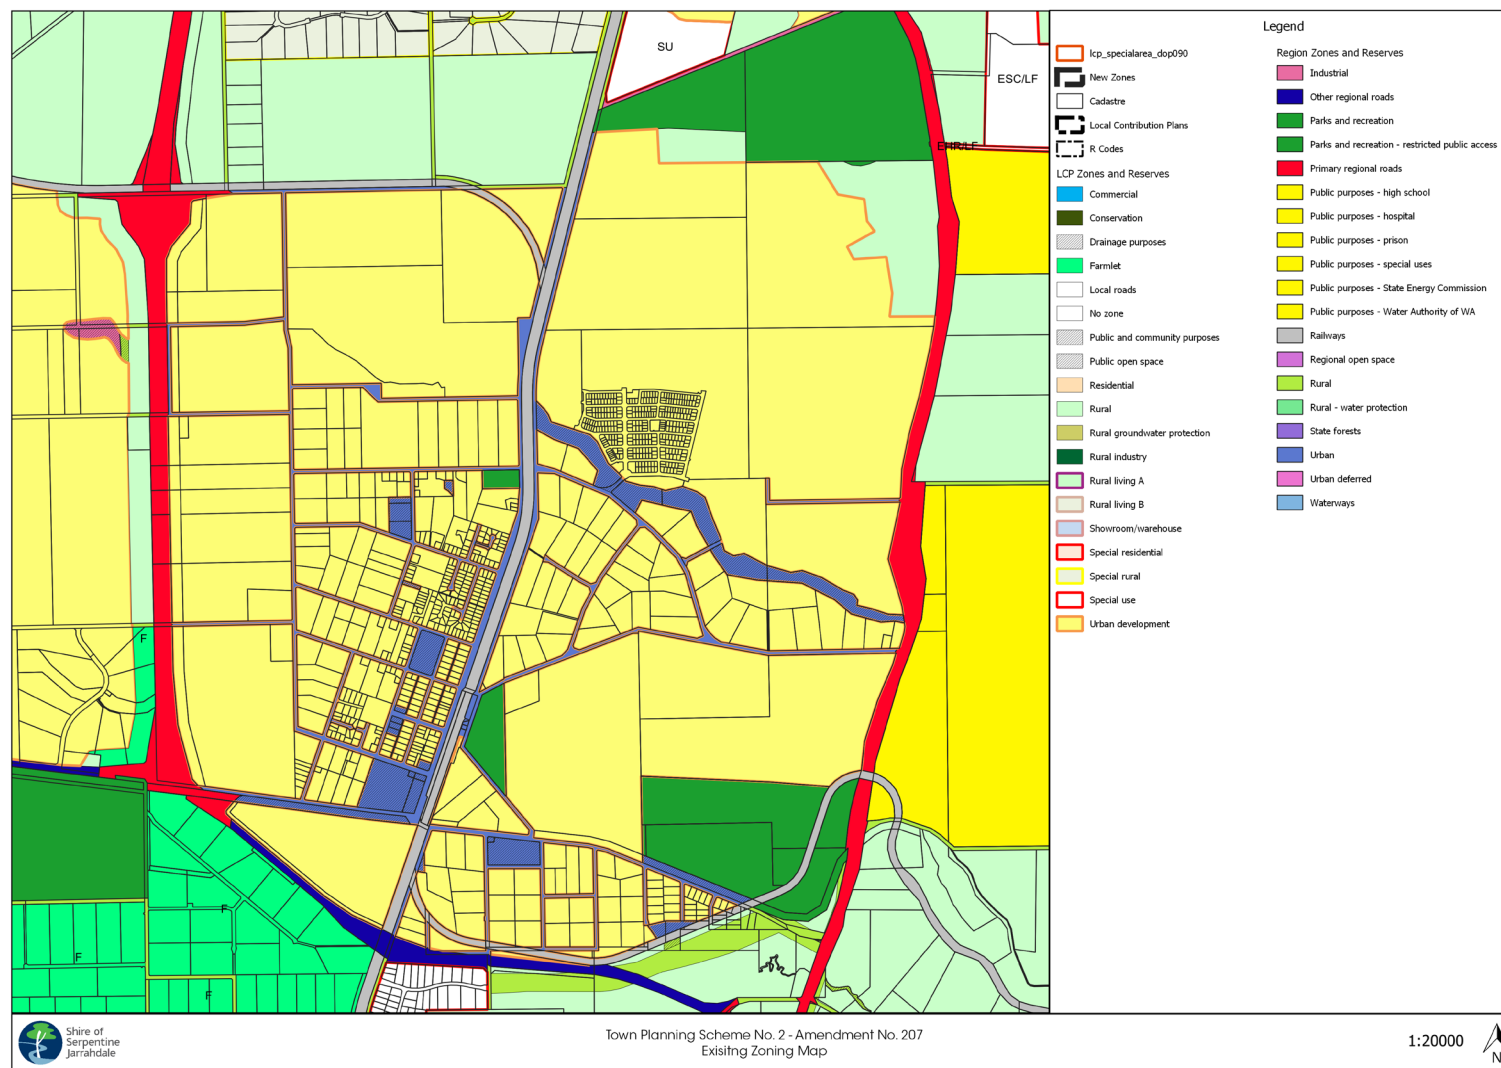 SU
ESC/LF
EHR/LF
F
F
F
F
Legend
lcp_specialarea_dop090
New Zones
Cadastre
Local Contribution Plans
R Codes
LCP Zones and Reserves
Commercial
Conservation
Drainage purposes
Farmlet
Local roads
No zone
Public and community purposes
Public open space
Residential
Rural
Rural groundwater protection
Rural industry
Rural living A
Rural living B
Showroom/warehouse
Special residential
Special rural
Special use
Urban development
Region Zones and Reserves
Industrial
Other regional roads
Parks and recreation
Parks and recreation - restricted public access
Primary regional roads
Public purposes - high school
Public purposes - hospital
Public purposes - prison
Public purposes - special uses
Public purposes - State Energy Commission
Public purposes - Water Authority of WA
Railways
Regional open space
Rural
Rural - water protection
State forests
Urban
Urban deferred
Waterways
Shire of
Serpentine
Jarrahdale
Town Planning Scheme No. 2 - Amendment No. 207
Exisitng Zoning Map
1:20000
N